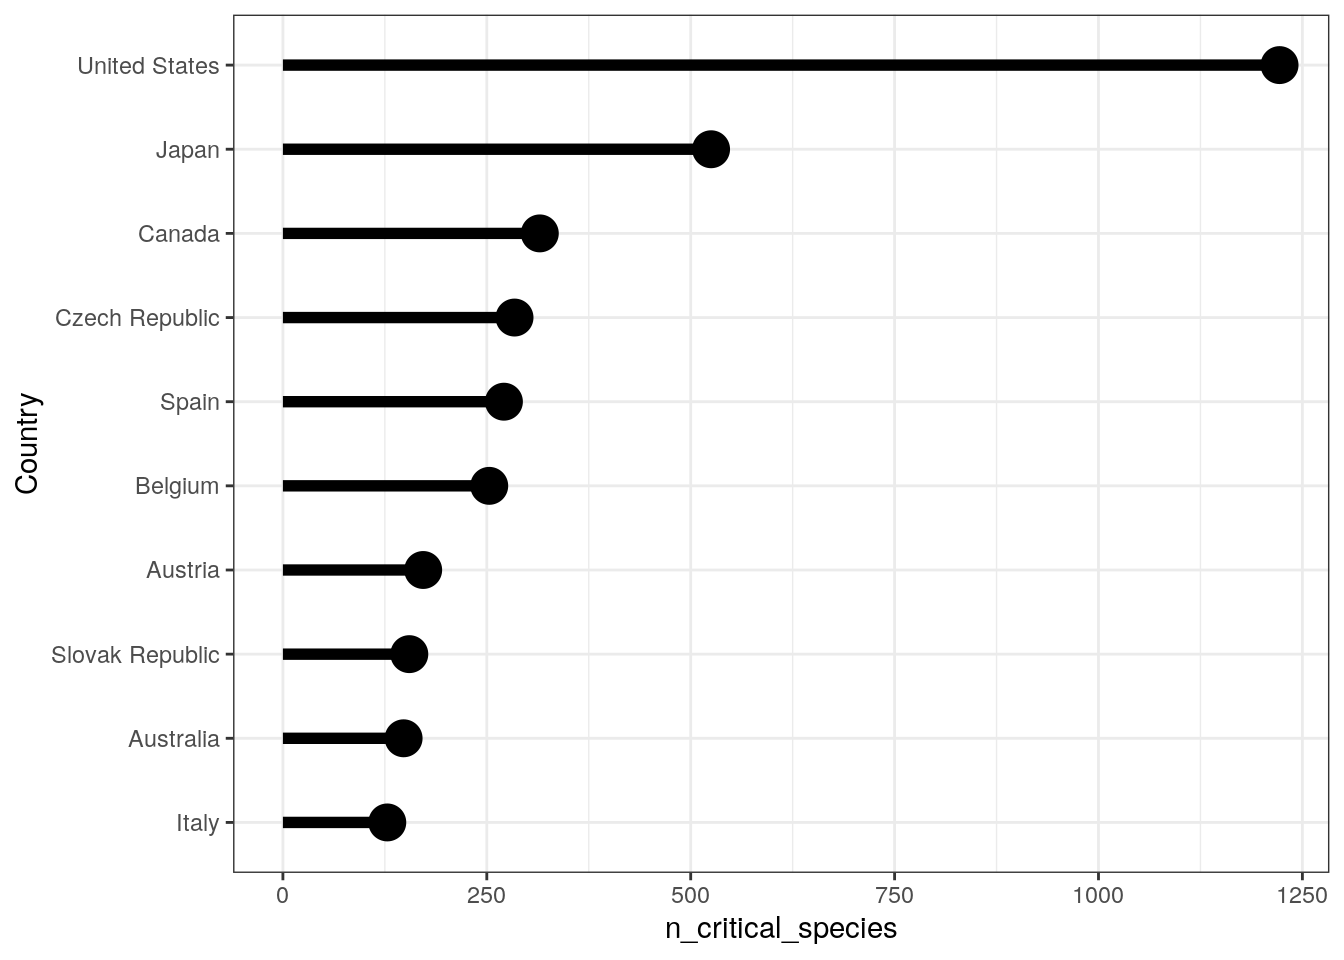 United States
Japan
Canada
Czech Republic
Spain
Belgium
Austria
Slovak Republic
Australia
Italy
Country
0 250 500 750 1000 1250
n_critical_species